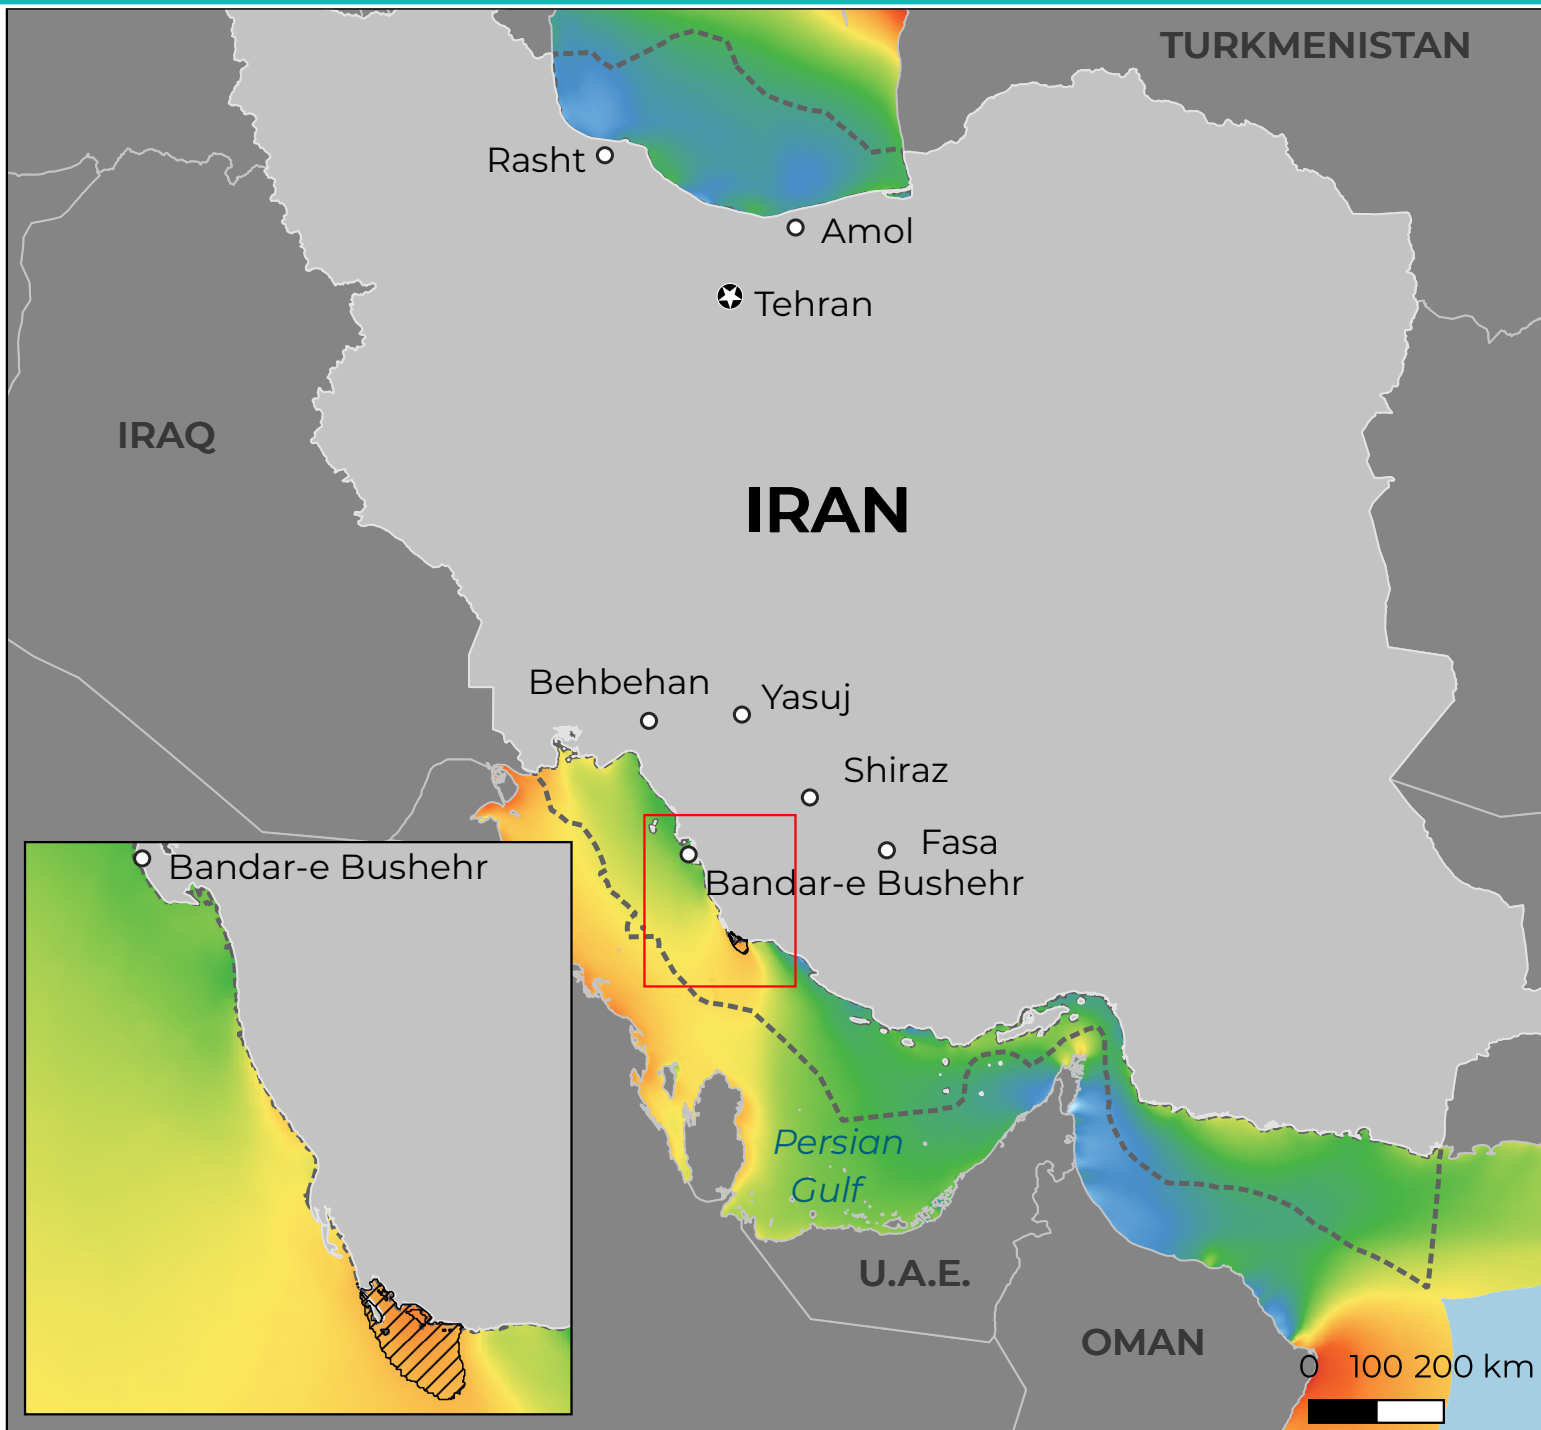 TURKMENISTAN
Rasht
Amol
Tehran
IRAQ
IRAN
Behbehan
Yasuj
Shiraz
Fasa
Bandar-e Bushehr
Bandar-e Bushehr
Persian
Gulf
U.A.E.
OMAN
0 100 200 km